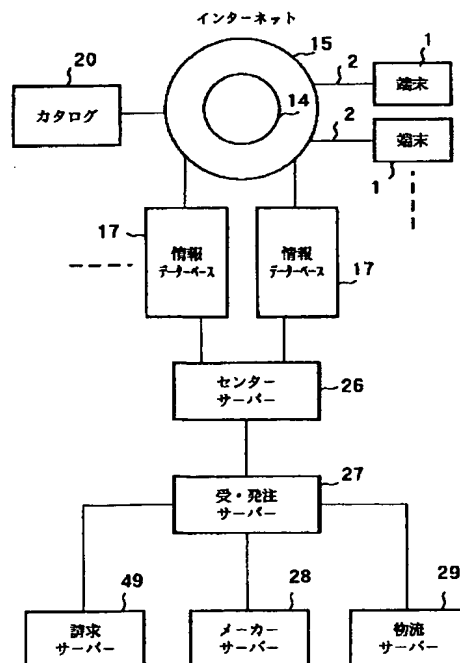 インターネット
15
20
2
1
カタログ
端末
14
2
端末
1
17
情報
データーベース
情報
データーベース
17
センター
サーバー
26
受・発注
サーバー
27
49
28
29
請求
サーバー
メーカー
サーバー
物流
サーバー